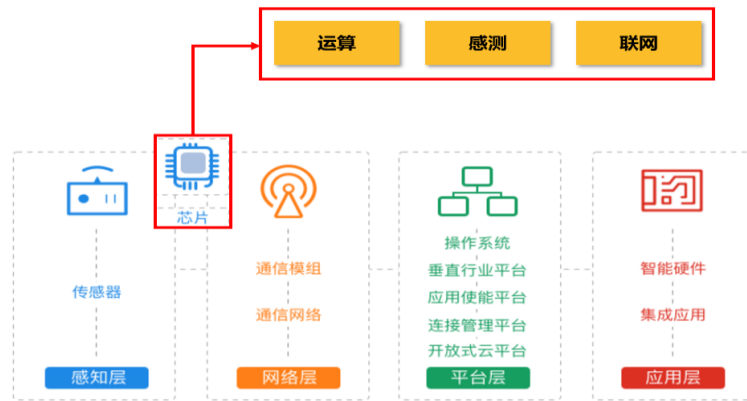 运算
感测
联网
芯片
传感器
感知层
通信模组
通信网络
网络层
操作系统
垂直行业平台
应用使能平台
连接管理平台
开放式云平台
平台层
智能硬件
集成应用
应用层